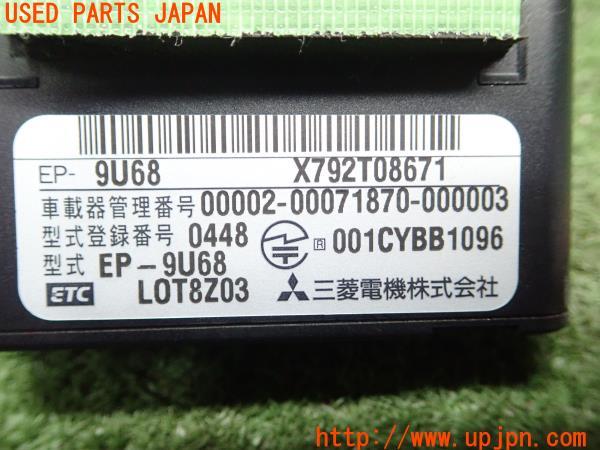 USED PARTS JAPAN
EP- 9U68 X792T08671
車載器管理番号 00002-00071870-000003
型式登録番号 0448 R 001CYBB1096
型式 EP-9U68
ETC LOT8Z03 三菱電機株式会社
UPJ http://www.upjpn.com/